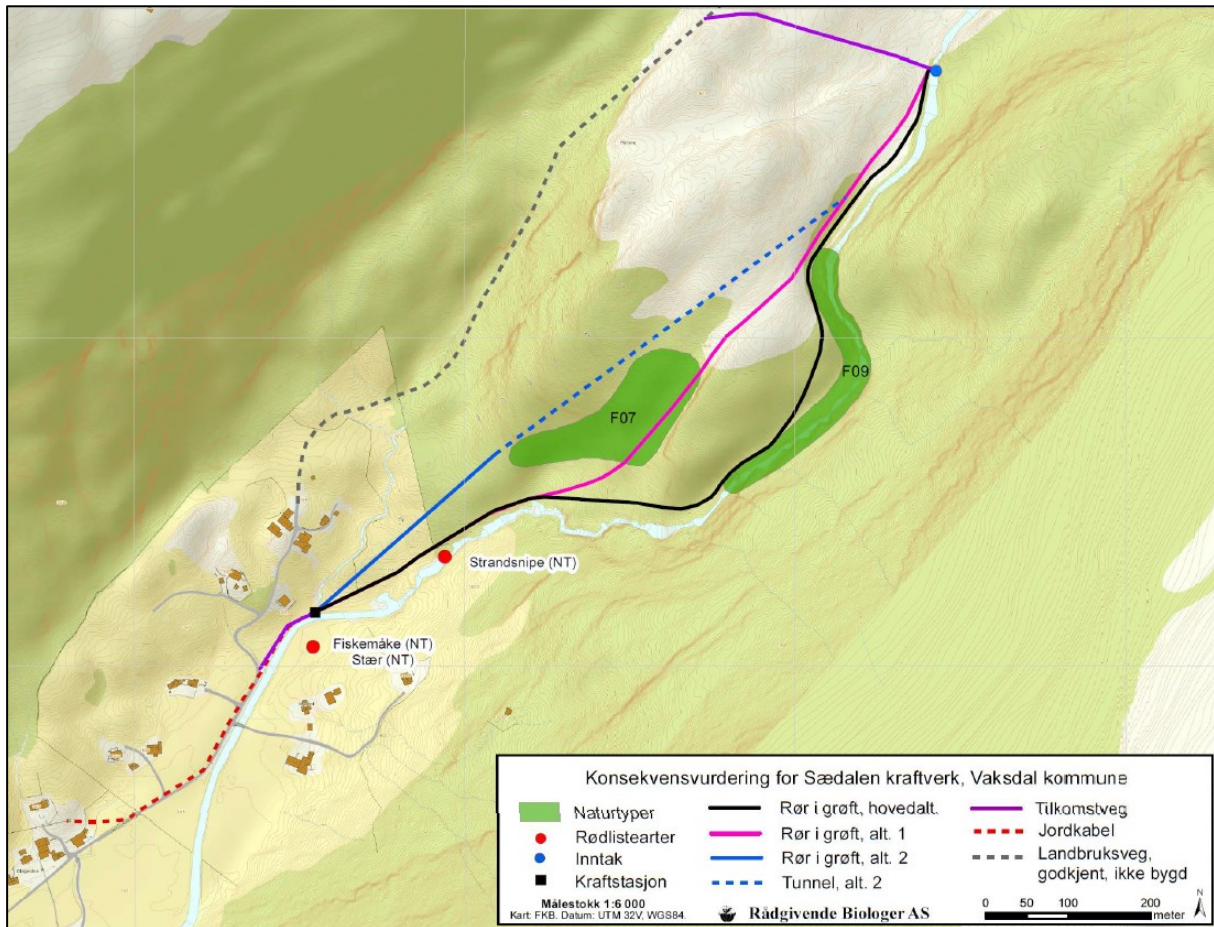 F09
F07
Strandsnipe (NT)
Fiskemåke (NT)
Stær (NT)
Konsekvensvurdering for Sædalen kraftverk, Vaksdal kommune
Naturtyper
Rødlistearter
Inntak
Kraftstasjon
Rør i grøft, hovedalt.
Rør i grøft, alt. 1
Rør i grøft, alt. 2
Tunnel, alt. 2
Tilkomstveg
Jordkabel
Landbruksveg,
godkjent, ikke bygd
Målestokk 1:6 000
Kart: FKB. Datum: UTM 32V, WGS84.
Rådgivende Biologer AS
N
0 50 100 200
meter